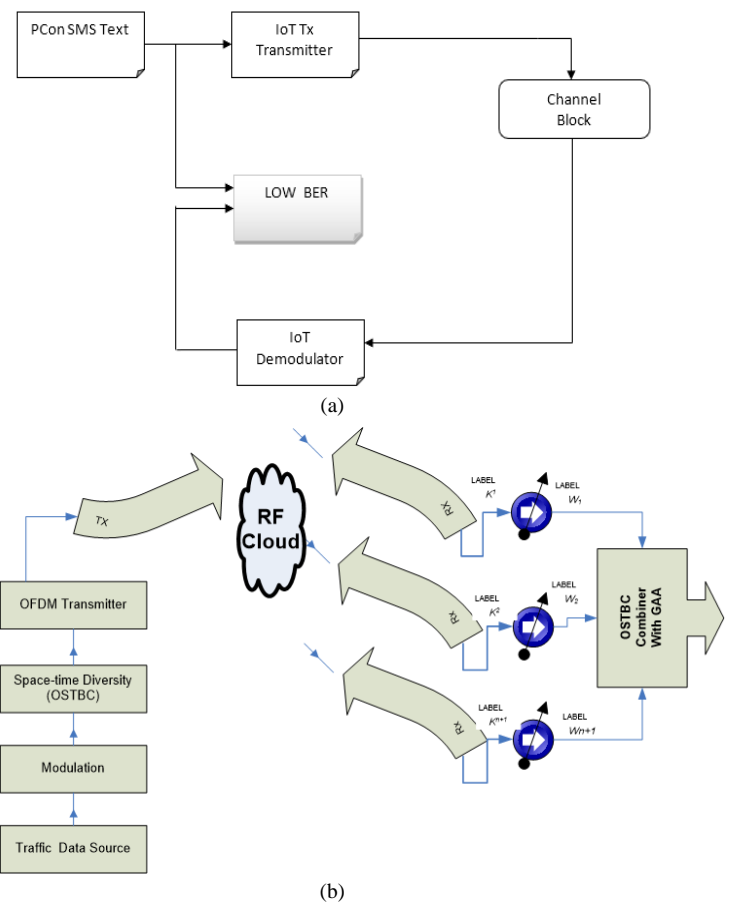 PCon SMS Text
IoT Tx
Transmitter
Channel
Block
LOW BER
IoT
Demodulator
(a)
TX
RF
Cloud
OFDM Transmitter
Space-time Diversity
(OSTBC)
Modulation
Traffic Data Source
RX
LABEL
K¹
LABEL
W₁
Rx
LABEL
K²
LABEL
W₂
Rx
LABEL
Kⁿ⁺¹
LABEL
Wn+1
OSTBC
Combiner
With GAA
(b)